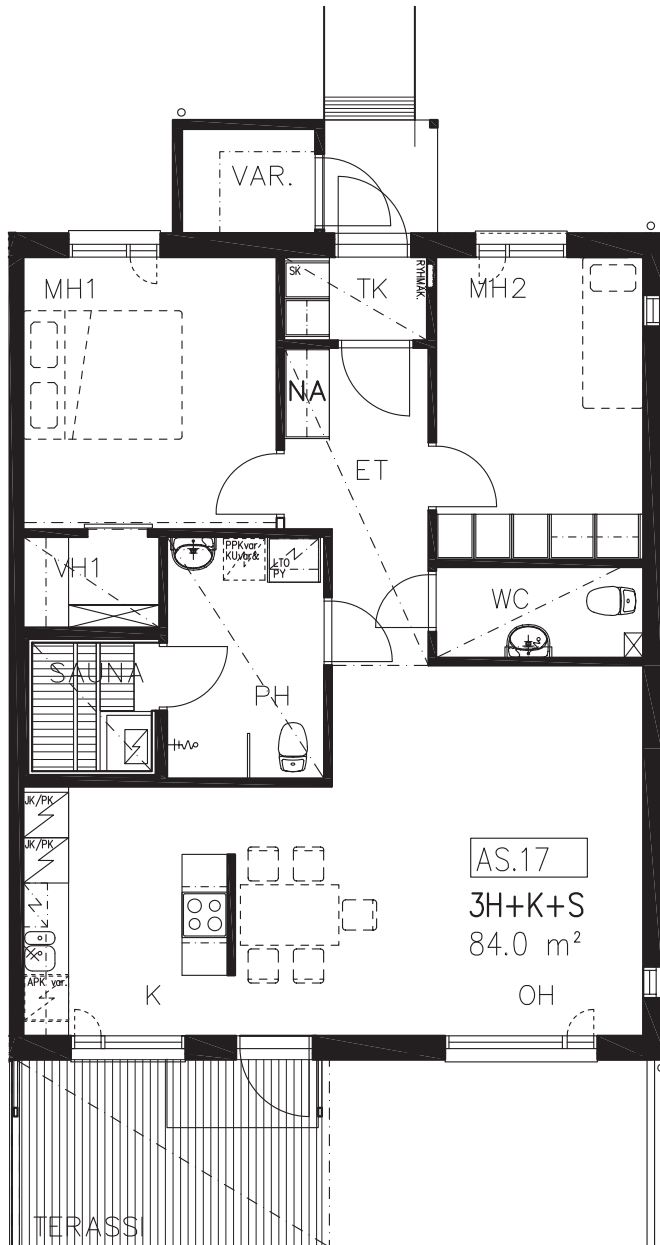 VAR.
MH1
SK
TK
RYHMÄK.
MH2
NA
ET
VH1
PPKvar.
KUvar&
LTO
PY
WC
SAUNA
PH
JK/PK
JK/PK
AS.17
3H+K+S
84.0 m²
APK var.
K
OH
TERASSI